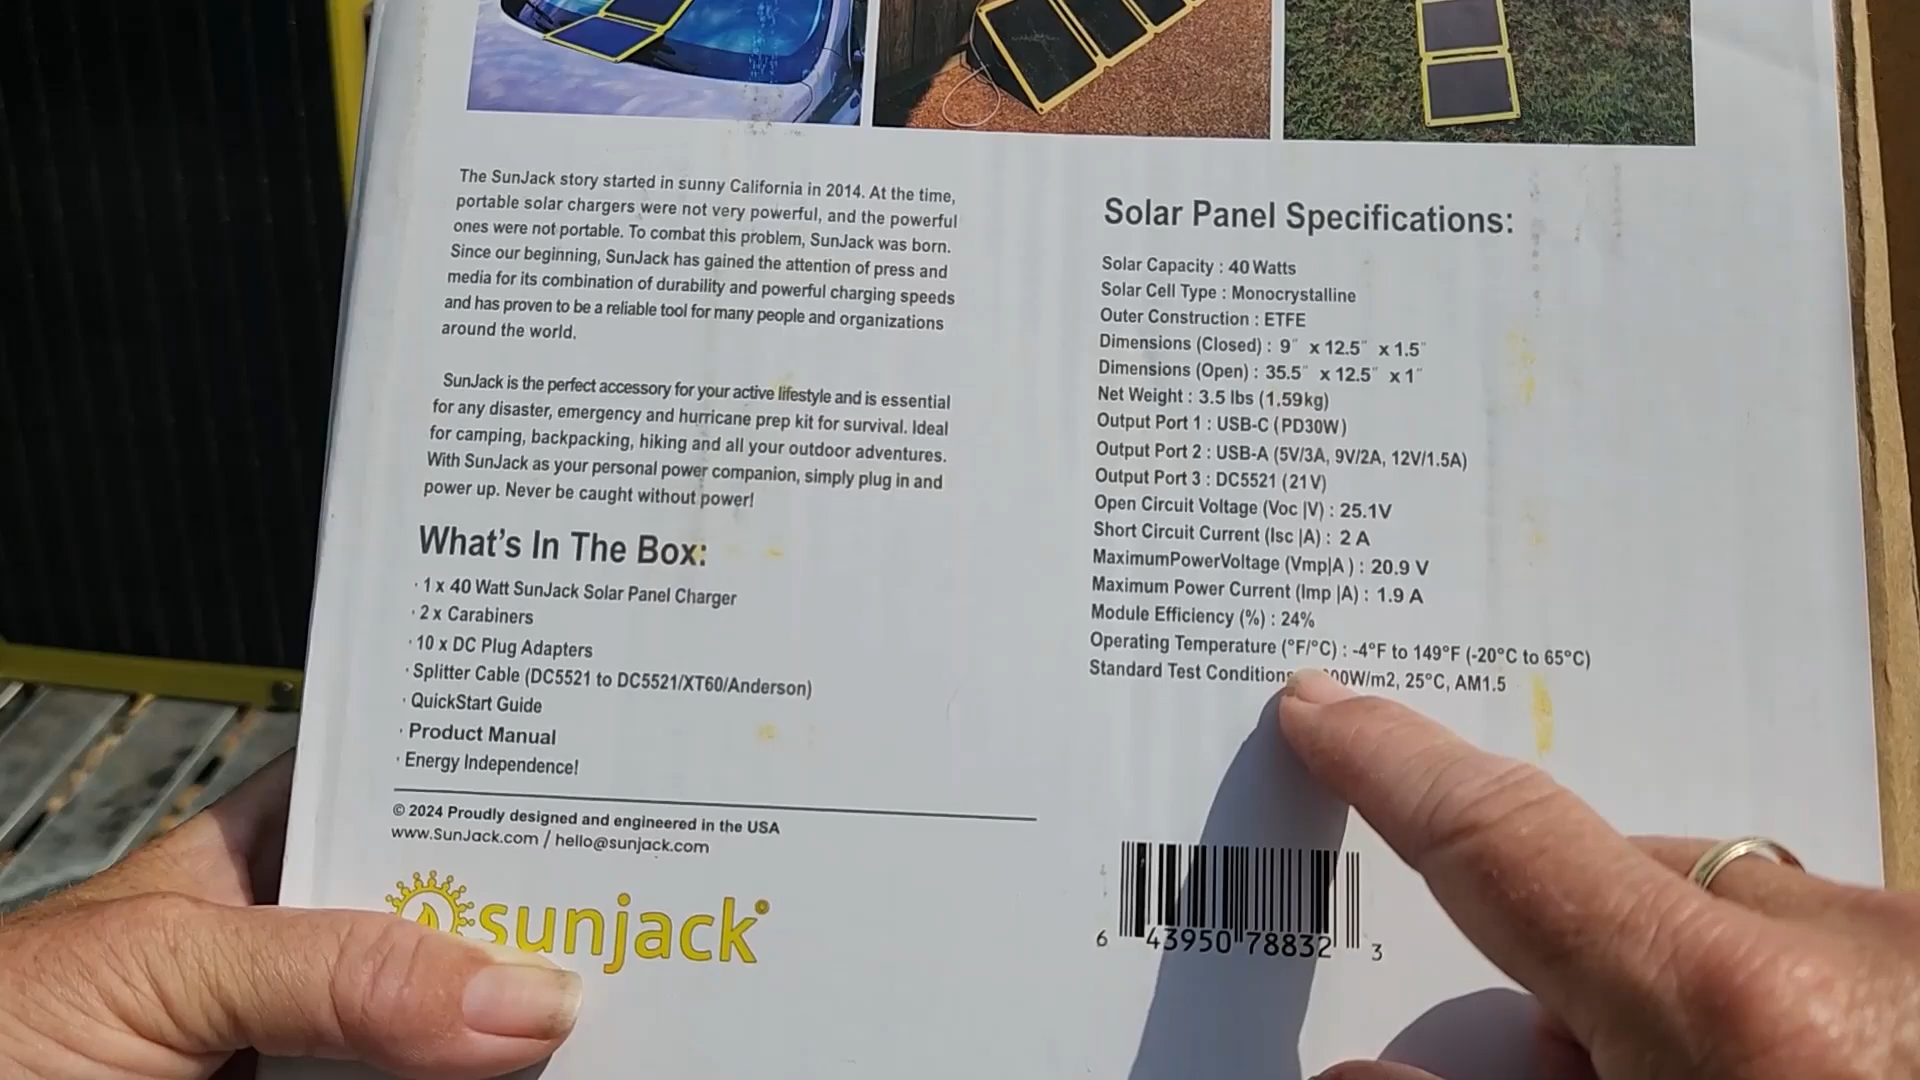 The SunJack story started in sunny California in 2014. At the time,
portable solar chargers were not very powerful, and the powerful
ones were not portable. To combat this problem, SunJack was born.
Since our beginning, SunJack has gained the attention of press and
media for its combination of durability and powerful charging speeds
and has proven to be a reliable tool for many people and organizations
around the world.
SunJack is the perfect accessory for your active lifestyle and is essential
for any disaster, emergency and hurricane prep kit for survival. Ideal
for camping, backpacking, hiking and all your outdoor adventures.
With SunJack as your personal power companion, simply plug in and
power up. Never be caught without power!
What's In The Box:
· 1 x 40 Watt SunJack Solar Panel Charger
· 2 x Carabiners
· 10 x DC Plug Adapters
· Splitter Cable (DC5521 to DC5521/XT60/Anderson)
· QuickStart Guide
· Product Manual
· Energy Independence!
© 2024 Proudly designed and engineered in the USA
www.SunJack.com / hello@sunjack.com
sunjack
Solar Panel Specifications:
Solar Capacity : 40 Watts
Solar Cell Type : Monocrystalline
Outer Construction : ETFE
Dimensions (Closed) : 9" x 12.5" x 1.5"
Dimensions (Open) : 35.5" x 12.5" x 1"
Net Weight : 3.5 lbs (1.59kg)
Output Port 1 : USB-C (PD30W)
Output Port 2 : USB-A (5V/3A, 9V/2A, 12V/1.5A)
Output Port 3 : DC5521 (21V)
Open Circuit Voltage (Voc |V) : 25.1V
Short Circuit Current (Isc |A) : 2 A
MaximumPowerVoltage (Vmp|A ) : 20.9 V
Maximum Power Current (Imp |A) : 1.9 A
Module Efficiency (%) : 24%
Operating Temperature (°F/°C) : -4°F to 149°F (-20°C to 65°C)
Standard Test Conditions 25°C, AM1.5
6 43950 78832 3